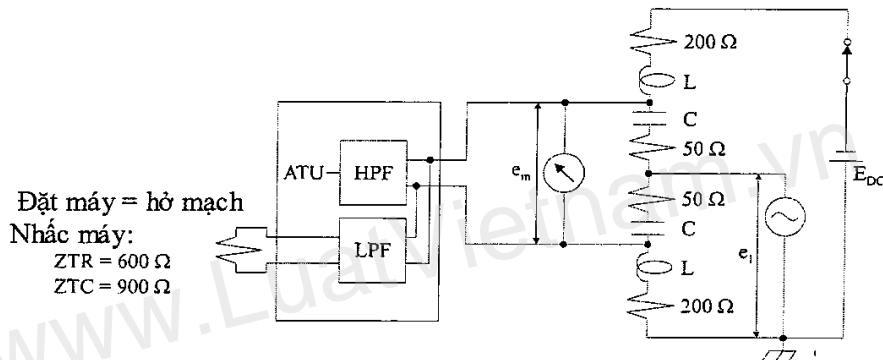 200 Ω
L
C
50 Ω
ATU
HPF
e_m
E_DC
50 Ω
Đặt máy = hở mạch
Nhấc máy:
LPF
C
e_l
ZTR = 600 Ω
ZTC = 900 Ω
L
200 Ω
www.LuatVietnam.vn